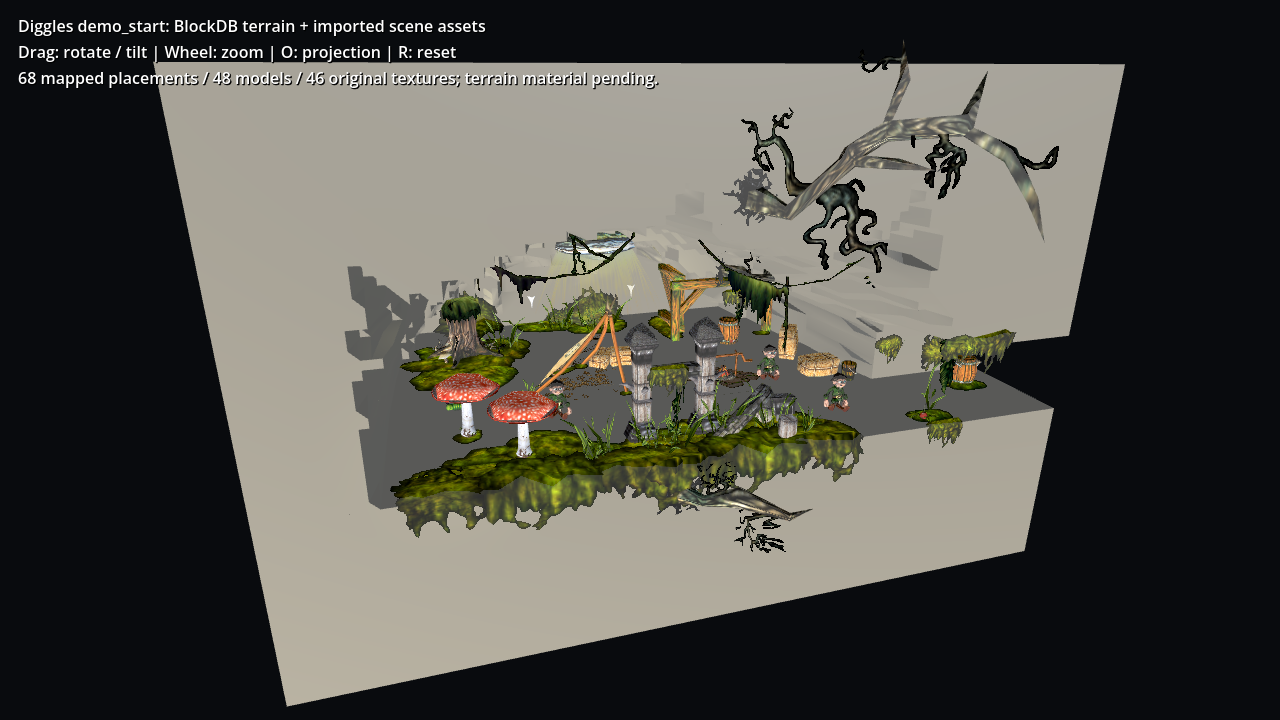 Diggles demo_start: BlockDB terrain + imported scene assets
Drag: rotate / tilt | Wheel: zoom | O: projection | R: reset
68 mapped placements / 48 models / 46 original textures; terrain material pending.